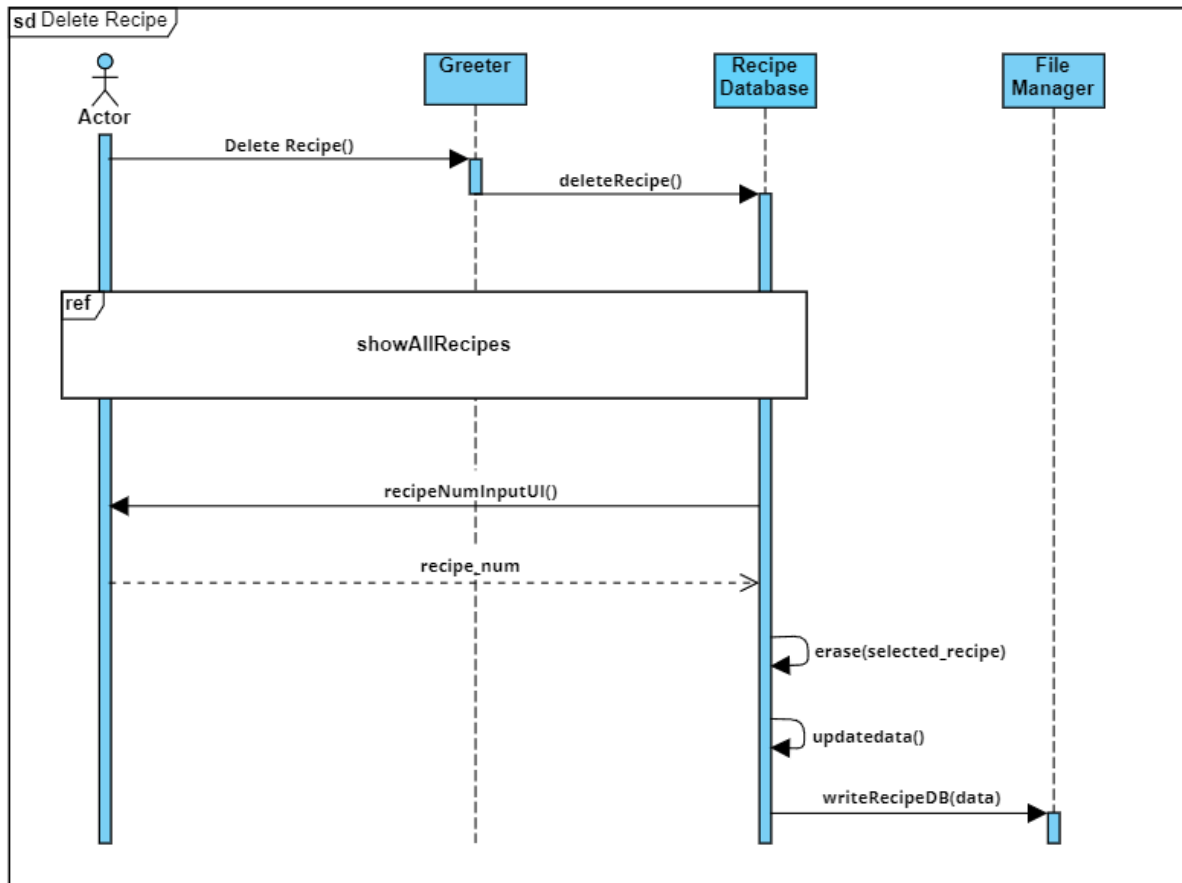 sd Delete Recipe
Actor
Greeter
Recipe
Database
File
Manager
Delete Recipe()
deleteRecipe()
ref
showAllRecipes
recipeNumInputUI()
recipe_num
erase(selected_recipe)
updatedata()
writeRecipeDB(data)